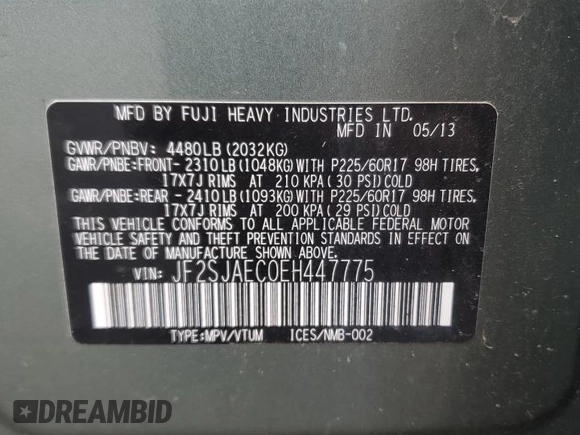 MFD BY FUJI HEAVY INDUSTRIES LTD.
MFD IN 05/13
GVWR/PNBV: 4480LB(2032KG)
GAWR/PNBE:FRONT- 2310LB(1048KG)WITH P225/60R17 98H TIRES,
17X7J RIMS AT 210 KPA(30 PSI)COLD
GAWR/PNBE:REAR - 2410LB(1093KG)WITH P225/60R17 98H TIRES,
17X7J RIMS AT 200 KPA(29 PSI)COLD
THIS VEHICLE CONFORMS TO ALL APPLICABLE FEDERAL MOTOR
VEHICLE SAFETY AND THEFT PREVENTION STANDARDS IN EFFECT
ON THE DATE OF MANUFACTURE SHOWN ABOVE.
VIN: JF2SJAEC0EH447775
TYPE:MPV/VTUM ICES/NMB-002
DREAMBID